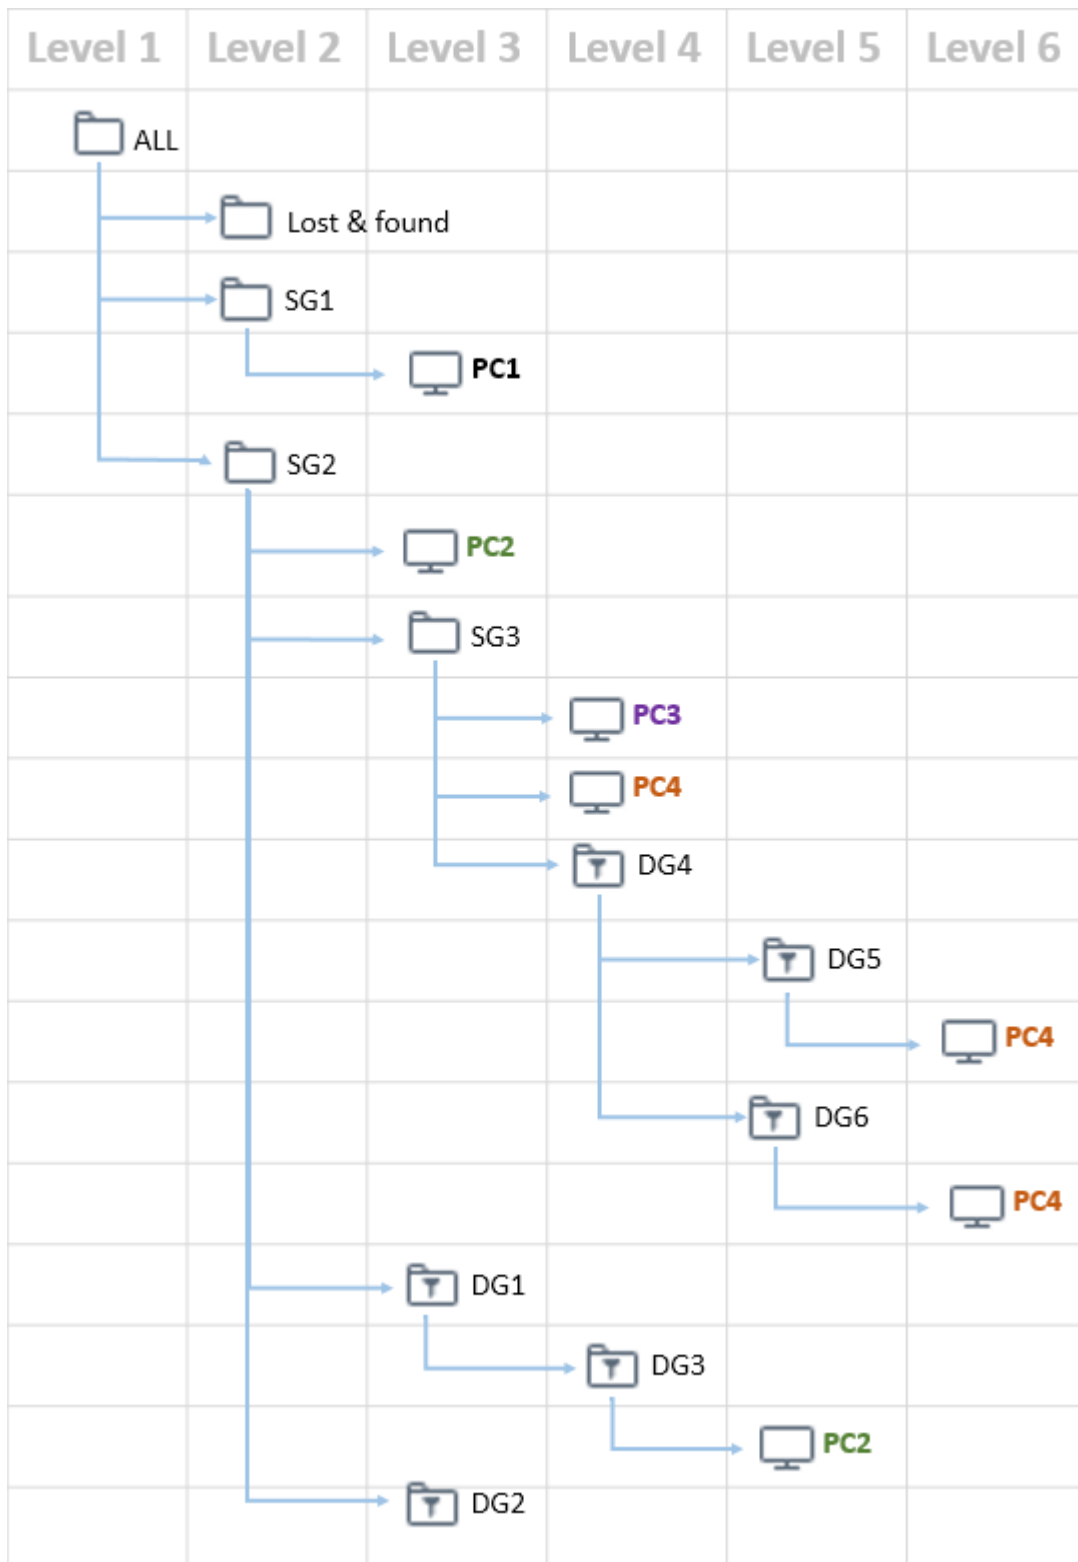 Level 1 Level 2 Level 3 Level 4 Level 5 Level 6
ALL
Lost & found
SG1
PC1
SG2
PC2
SG3
PC3
PC4
DG4
DG5
PC4
DG6
PC4
DG1
DG3
PC2
DG2